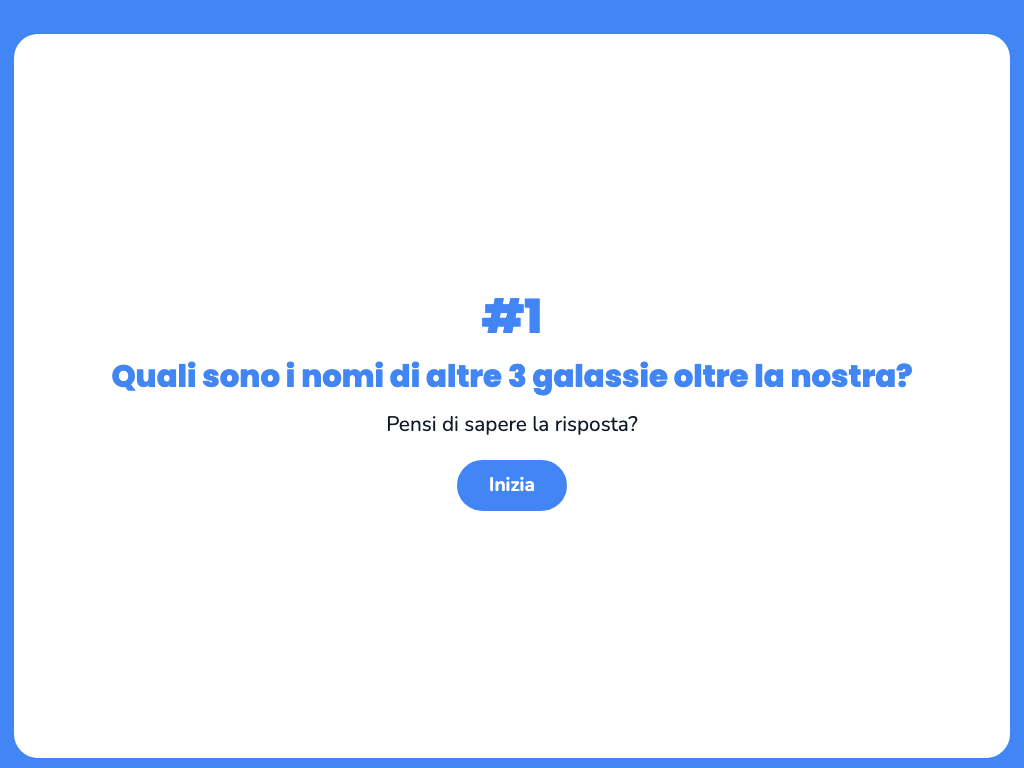 #1
Quali sono i nomi di altre 3 galassie oltre la nostra?
Pensi di sapere la risposta?
Inizia